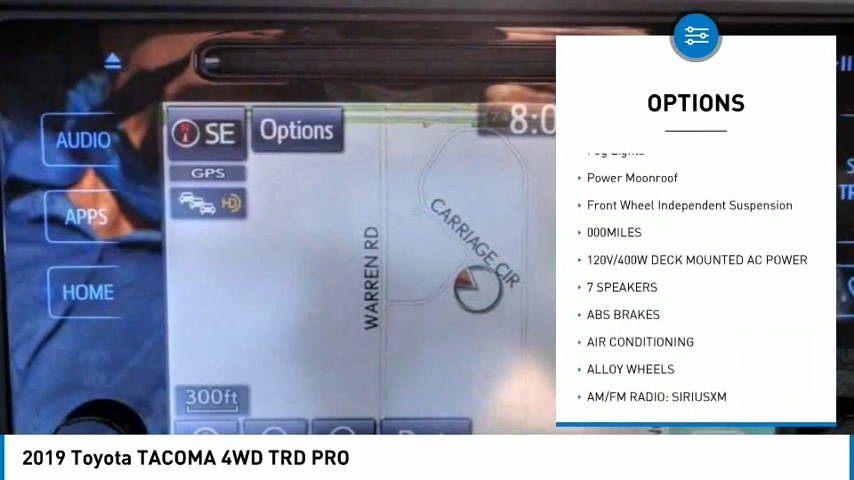 AUDIO
APPS
HOME
SE
Options
GPS
HD
8:0
WARREN RD
CARRIAGE CIR
300ft
OPTIONS
Fog Lights
Power Moonroof
Front Wheel Independent Suspension
000MILES
120V/400W DECK MOUNTED AC POWER
7 SPEAKERS
ABS BRAKES
AIR CONDITIONING
ALLOY WHEELS
AM/FM RADIO: SIRIUSXM
2019 Toyota TACOMA 4WD TRD PRO